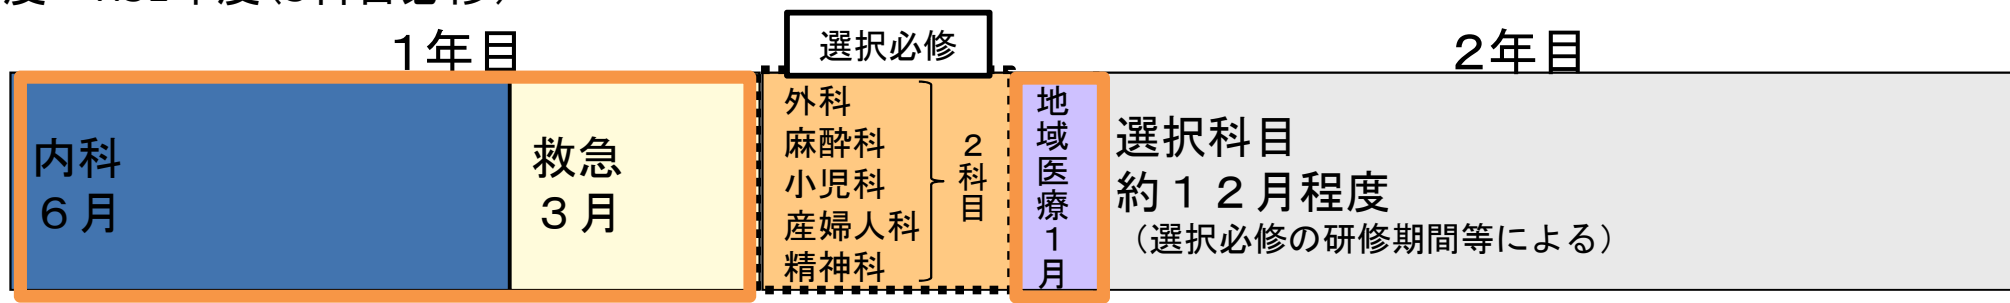 １年目
選択必修
２年目
内科
６月
救急
３月
外科
麻酔科
小児科
産婦人科
精神科
２科目
地域医療１月
選択科目
約１２月程度
（選択必修の研修期間等による）